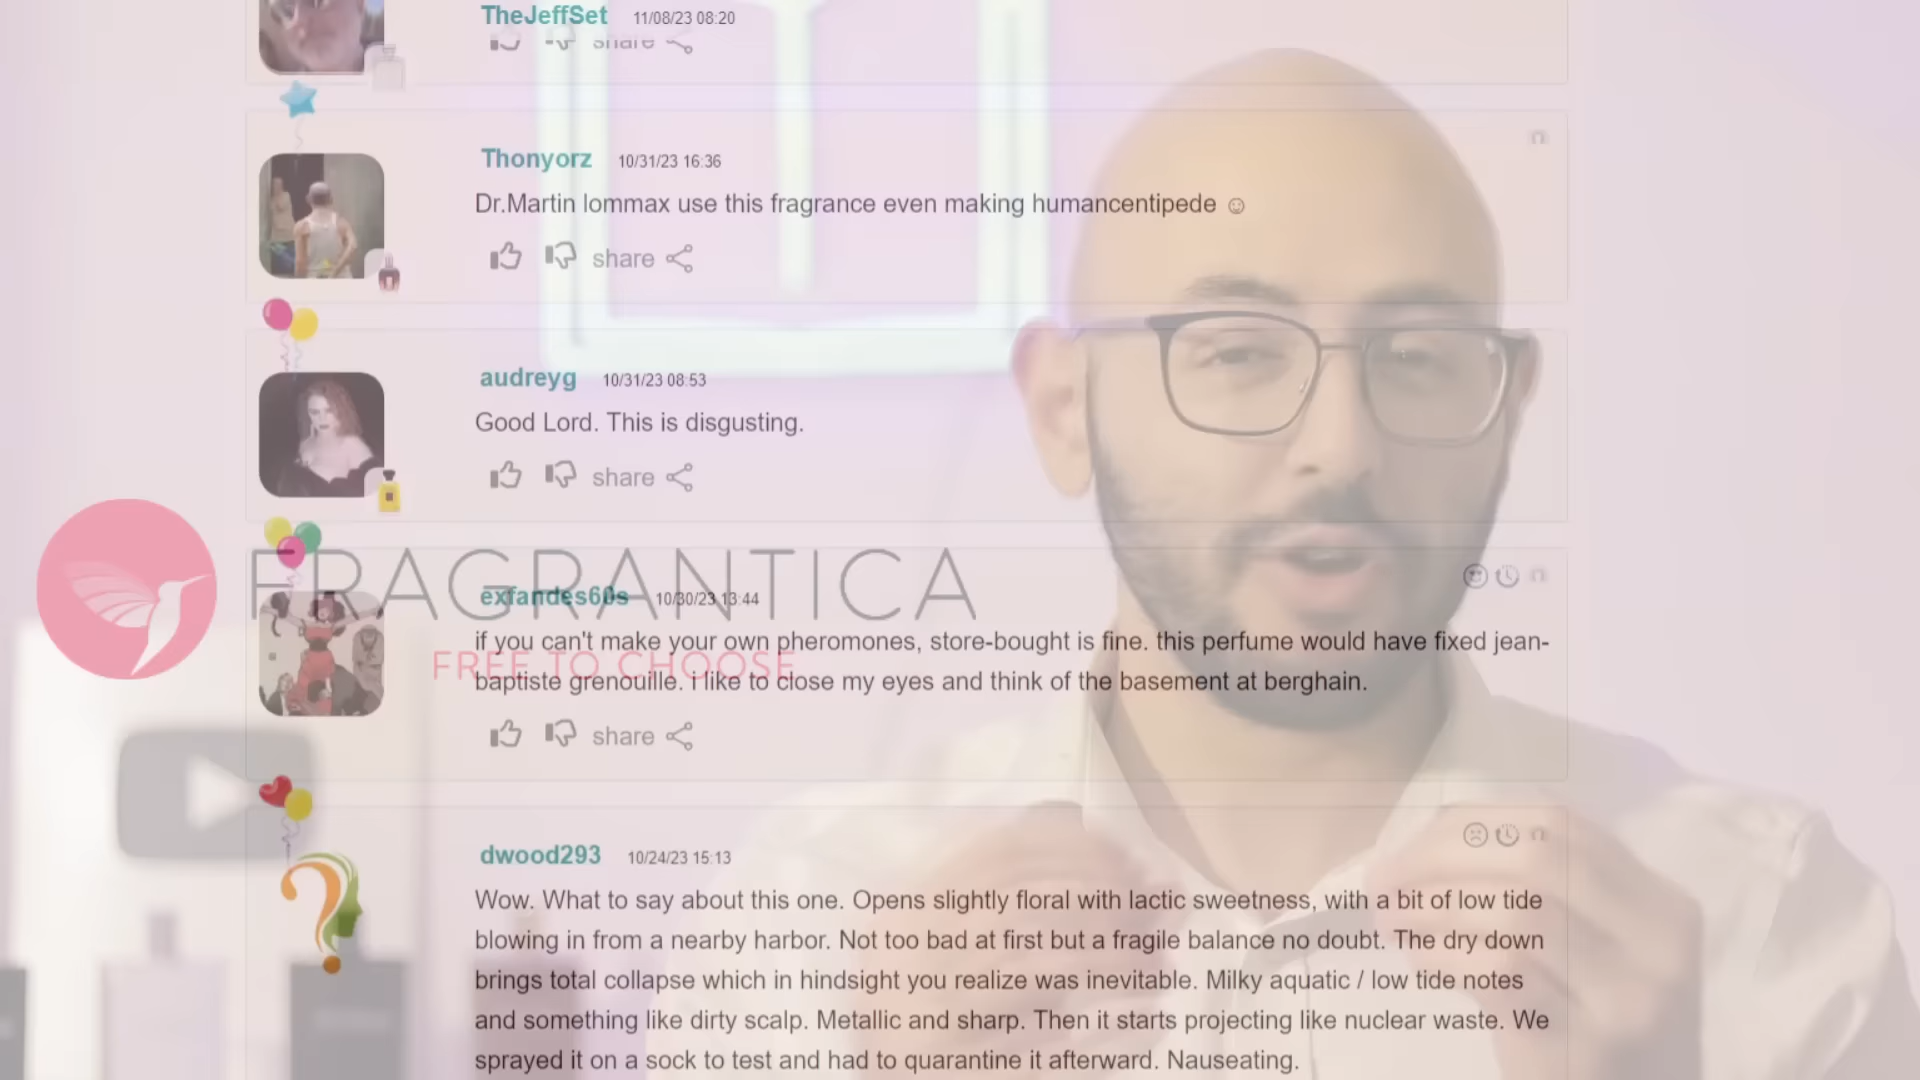 TheJeffSet 11/08/23 08:20
share
Thonyorz 10/31/23 16:36
Dr.Martin lommax use this fragrance even making humancentipede ☺
share
audreyg 10/31/23 08:53
Good Lord. This is disgusting.
share
FRAGRANTICA
FREE TO CHOOSE
exfandes60s 10/30/23 13:44
if you can't make your own pheromones, store-bought is fine. this perfume would have fixed jean-
baptiste grenouille. i like to close my eyes and think of the basement at berghain.
share
dwood293 10/24/23 15:13
Wow. What to say about this one. Opens slightly floral with lactic sweetness, with a bit of low tide
blowing in from a nearby harbor. Not too bad at first but a fragile balance no doubt. The dry down
brings total collapse which in hindsight you realize was inevitable. Milky aquatic / low tide notes
and something like dirty scalp. Metallic and sharp. Then it starts projecting like nuclear waste. We
sprayed it on a sock to test and had to quarantine it afterward. Nauseating.